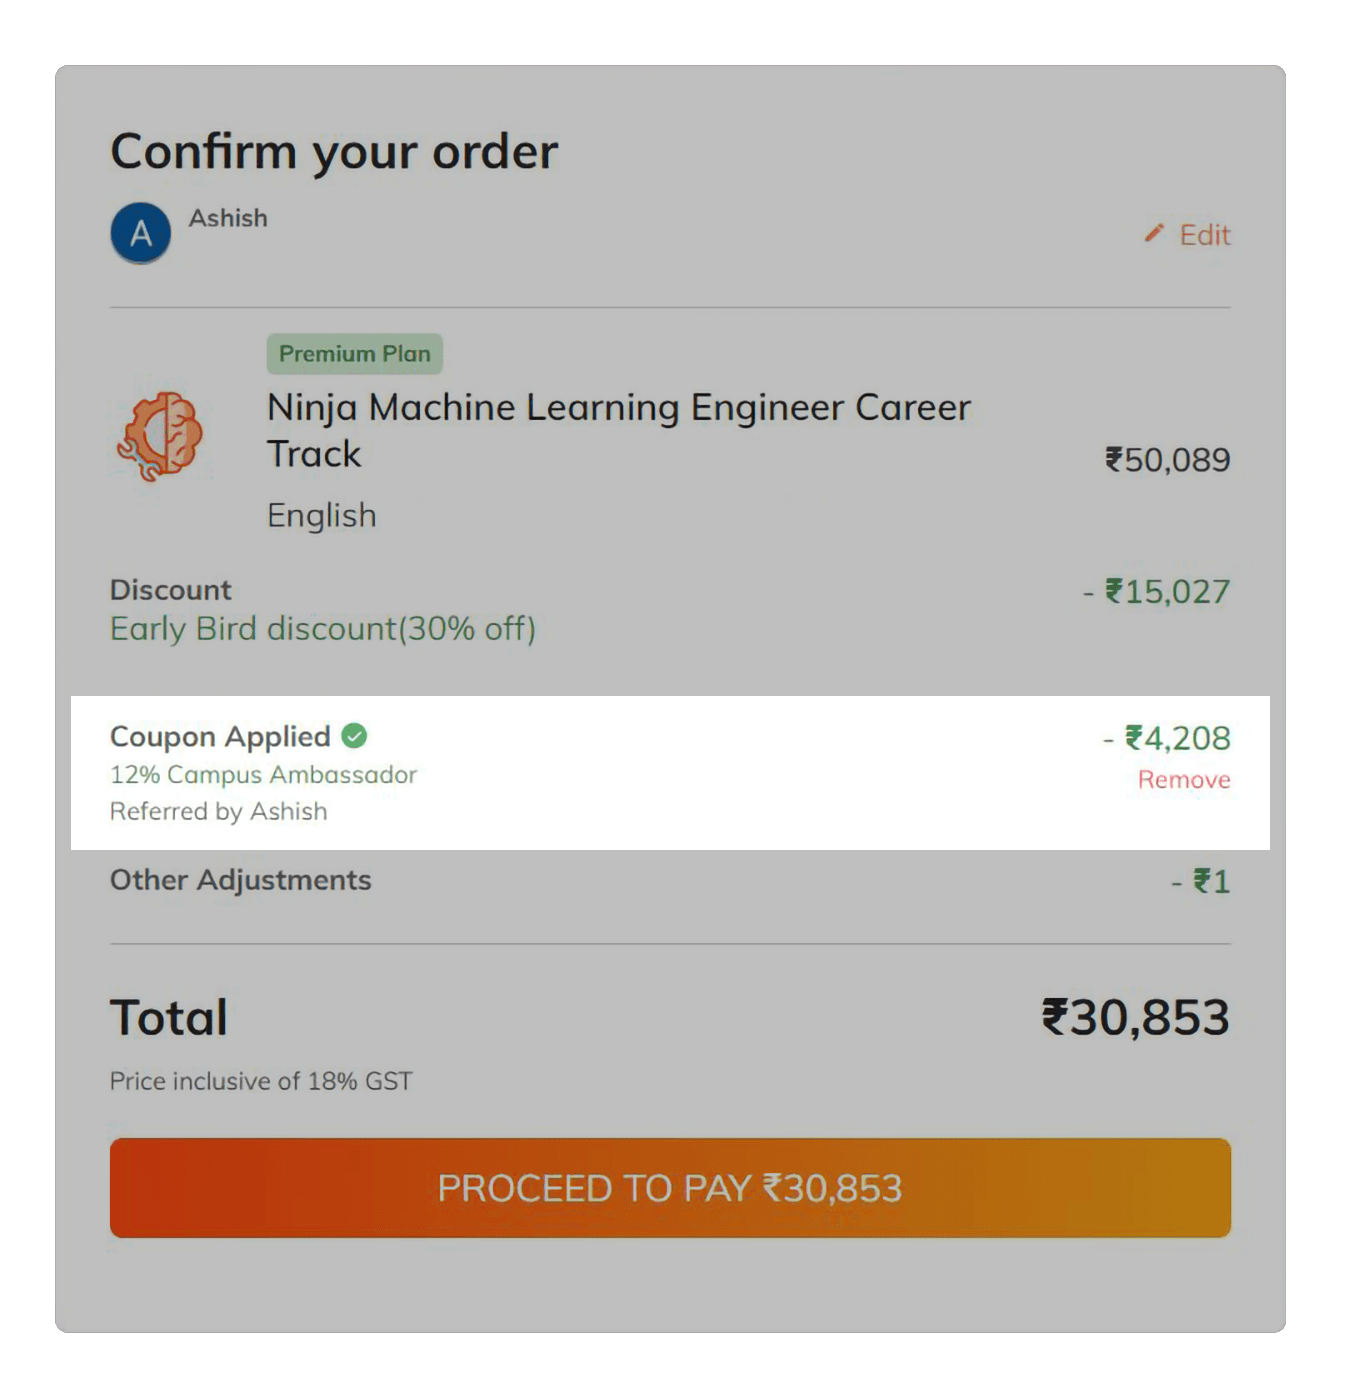 Confirm your order
A
Ashish
Edit
Premium Plan
Ninja Machine Learning Engineer Career
Track
₹50,089
English
Discount
- ₹15,027
Early Bird discount(30% off)
Coupon Applied
- ₹4,208
12% Campus Ambassador
Remove
Referred by Ashish
Other Adjustments
- ₹1
Total
₹30,853
Price inclusive of 18% GST
PROCEED TO PAY ₹30,853